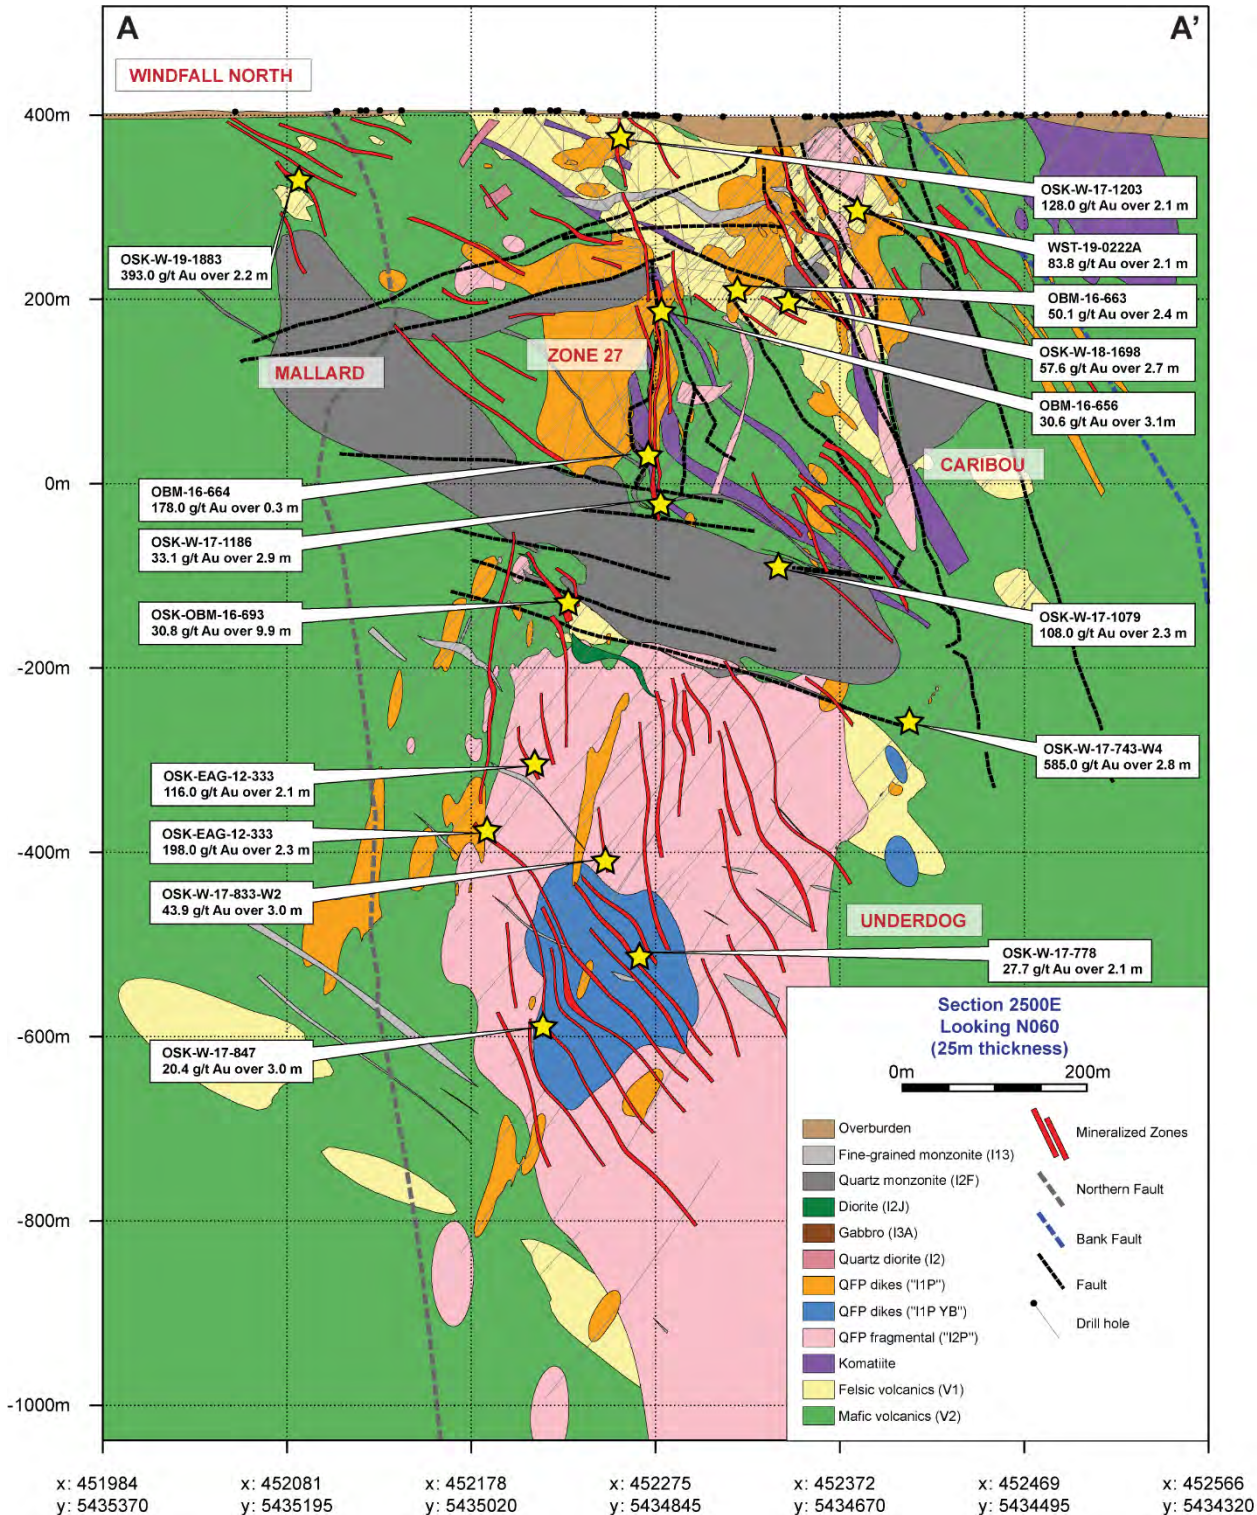 A
A'
WINDFALL NORTH
400m
200m
0m
-200m
-400m
-600m
-800m
-1000m
OSK-W-19-1883
393.0 g/t Au over 2.2 m
MALLARD
ZONE 27
OSK-W-17-1203
128.0 g/t Au over 2.1 m
WST-19-0222A
83.8 g/t Au over 2.1 m
OBM-16-663
50.1 g/t Au over 2.4 m
OSK-W-18-1698
57.6 g/t Au over 2.7 m
OBM-16-656
30.6 g/t Au over 3.1m
CARIBOU
OBM-16-664
178.0 g/t Au over 0.3 m
OSK-W-17-1186
33.1 g/t Au over 2.9 m
OSK-OBM-16-693
30.8 g/t Au over 9.9 m
OSK-W-17-1079
108.0 g/t Au over 2.3 m
OSK-W-17-743-W4
585.0 g/t Au over 2.8 m
OSK-EAG-12-333
116.0 g/t Au over 2.1 m
OSK-EAG-12-333
198.0 g/t Au over 2.3 m
OSK-W-17-833-W2
43.9 g/t Au over 3.0 m
UNDERDOG
OSK-W-17-778
27.7 g/t Au over 2.1 m
OSK-W-17-847
20.4 g/t Au over 3.0 m
Section 2500E
Looking N060
(25m thickness)
0m 200m
Overburden
Fine-grained monzonite (I13)
Quartz monzonite (I2F)
Diorite (I2J)
Gabbro (I3A)
Quartz diorite (I2)
QFP dikes ("I1P")
QFP dikes ("I1P YB")
QFP fragmental ("I2P")
Komatiite
Felsic volcanics (V1)
Mafic volcanics (V2)
Mineralized Zones
Northern Fault
Bank Fault
Fault
Drill hole
x: 451984 x: 452081 x: 452178 x: 452275 x: 452372 x: 452469 x: 452566
y: 5435370 y: 5435195 y: 5435020 y: 5434845 y: 5434670 y: 5434495 y: 5434320